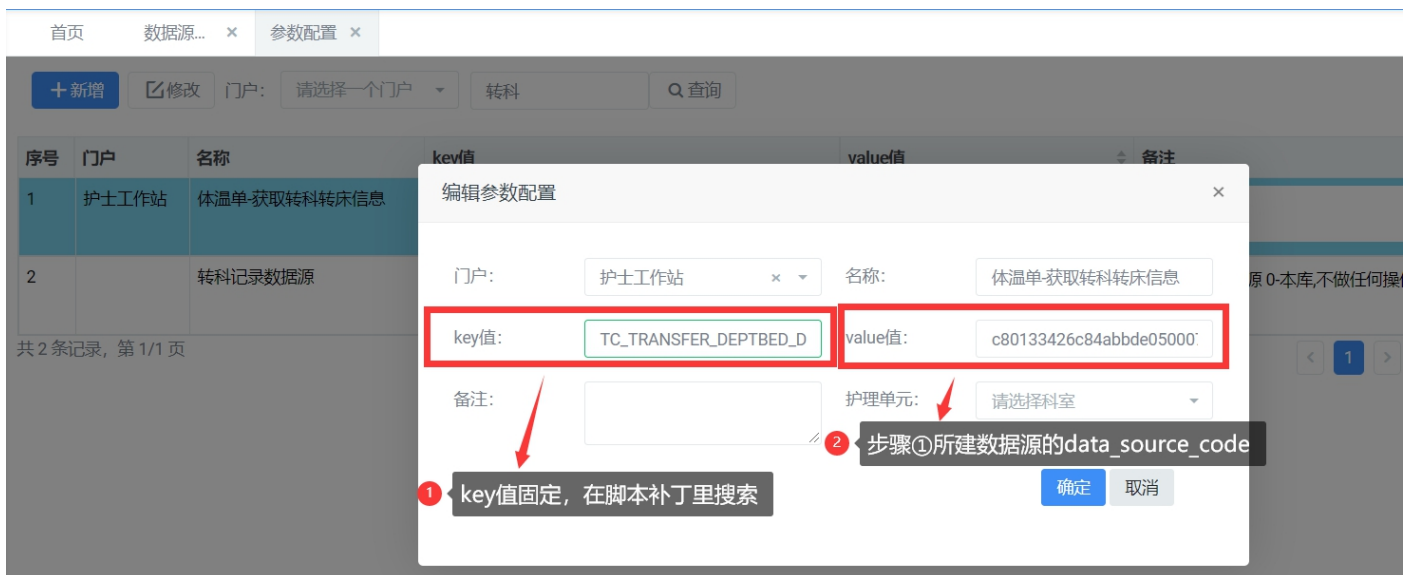 首页 数据源... × 参数配置 ×
新增 修改 门户： 请选择一个门户 转科 查询
序号 门户 名称 key值 value值 备注
1 护士工作站 体温单-获取转科转床信息
2 转科记录数据源 源 0-本库,不做任何操作
共 2 条记录，第 1/1 页
< 1 >
编辑参数配置 ×
门户： 护士工作站 × 名称： 体温单-获取转科转床信息
key值： TC_TRANSFER_DEPTBED_D value值： c80133426c84abbde05000
备注： 护理单元： 请选择科室
2 步骤①所建数据源的data_source_code
1 key值固定，在脚本补丁里搜索
确定 取消